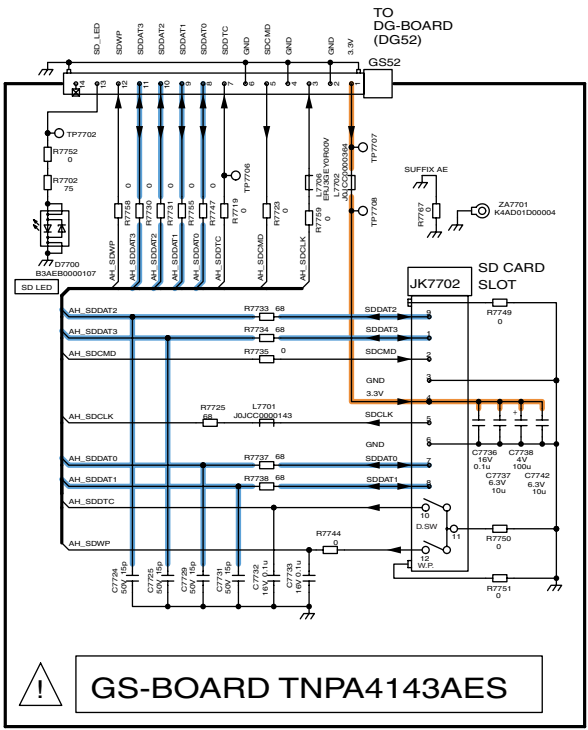 TO
DG-BOARD
(DG52)
GS52
SD_LED
SDWP
SDDAT3
SDDAT2
SDDAT1
SDDAT0
SDDTC
GND
SDCMD
GND
GND
3.3V
14
13
12
11
10
9
8
7
6
5
4
3
2
1
TP7702
R7752
0
R7702
75
D7700
B3AEB0000107
SD LED
R7758
0
R7730
0
R7731
0
R7755
0
R7747
0
R7719
0
TP7706
R7723
0
R7759
0
L7706
ERJ3GEY0R00V
L7702
J0JCC0000364
TP7707
TP7708
AH_SDWP
AH_SDDAT3
AH_SDDAT2
AH_SDDAT1
AH_SDDAT0
AH_SDDTC
AH_SDCMD
AH_SDCLK
SUFFIX AE
R7767
0
ZA7701
K4AD01D00004
JK7702
SD CARD
SLOT
AH_SDDAT2
R7733 68
SDDAT2
9
R7749
0
AH_SDDAT3
R7734 68
SDDAT3
1
AH_SDCMD
R7735 0
SDCMD
2
GND
3
3.3V
4
AH_SDCLK
R7725
68
L7701
J0JCC0000143
SDCLK
5
GND
6
C7736
16V
0.1u
C7737
6.3V
10u
+
C7738
4V
100u
C7742
6.3V
10u
AH_SDDAT0
R7737 68
SDDAT0
7
AH_SDDAT1
R7738 68
SDDAT1
8
AH_SDDTC
10
D.SW
11
R7750
0
AH_SDWP
R7744
0
12
W.P.
R7751
0
C7724
50V 15p
C7725
50V 15p
C7729
50V 15p
C7731
50V 15p
C7732
16V 0.1u
C7733
16V 0.1u
!
GS-BOARD TNPA4143AES